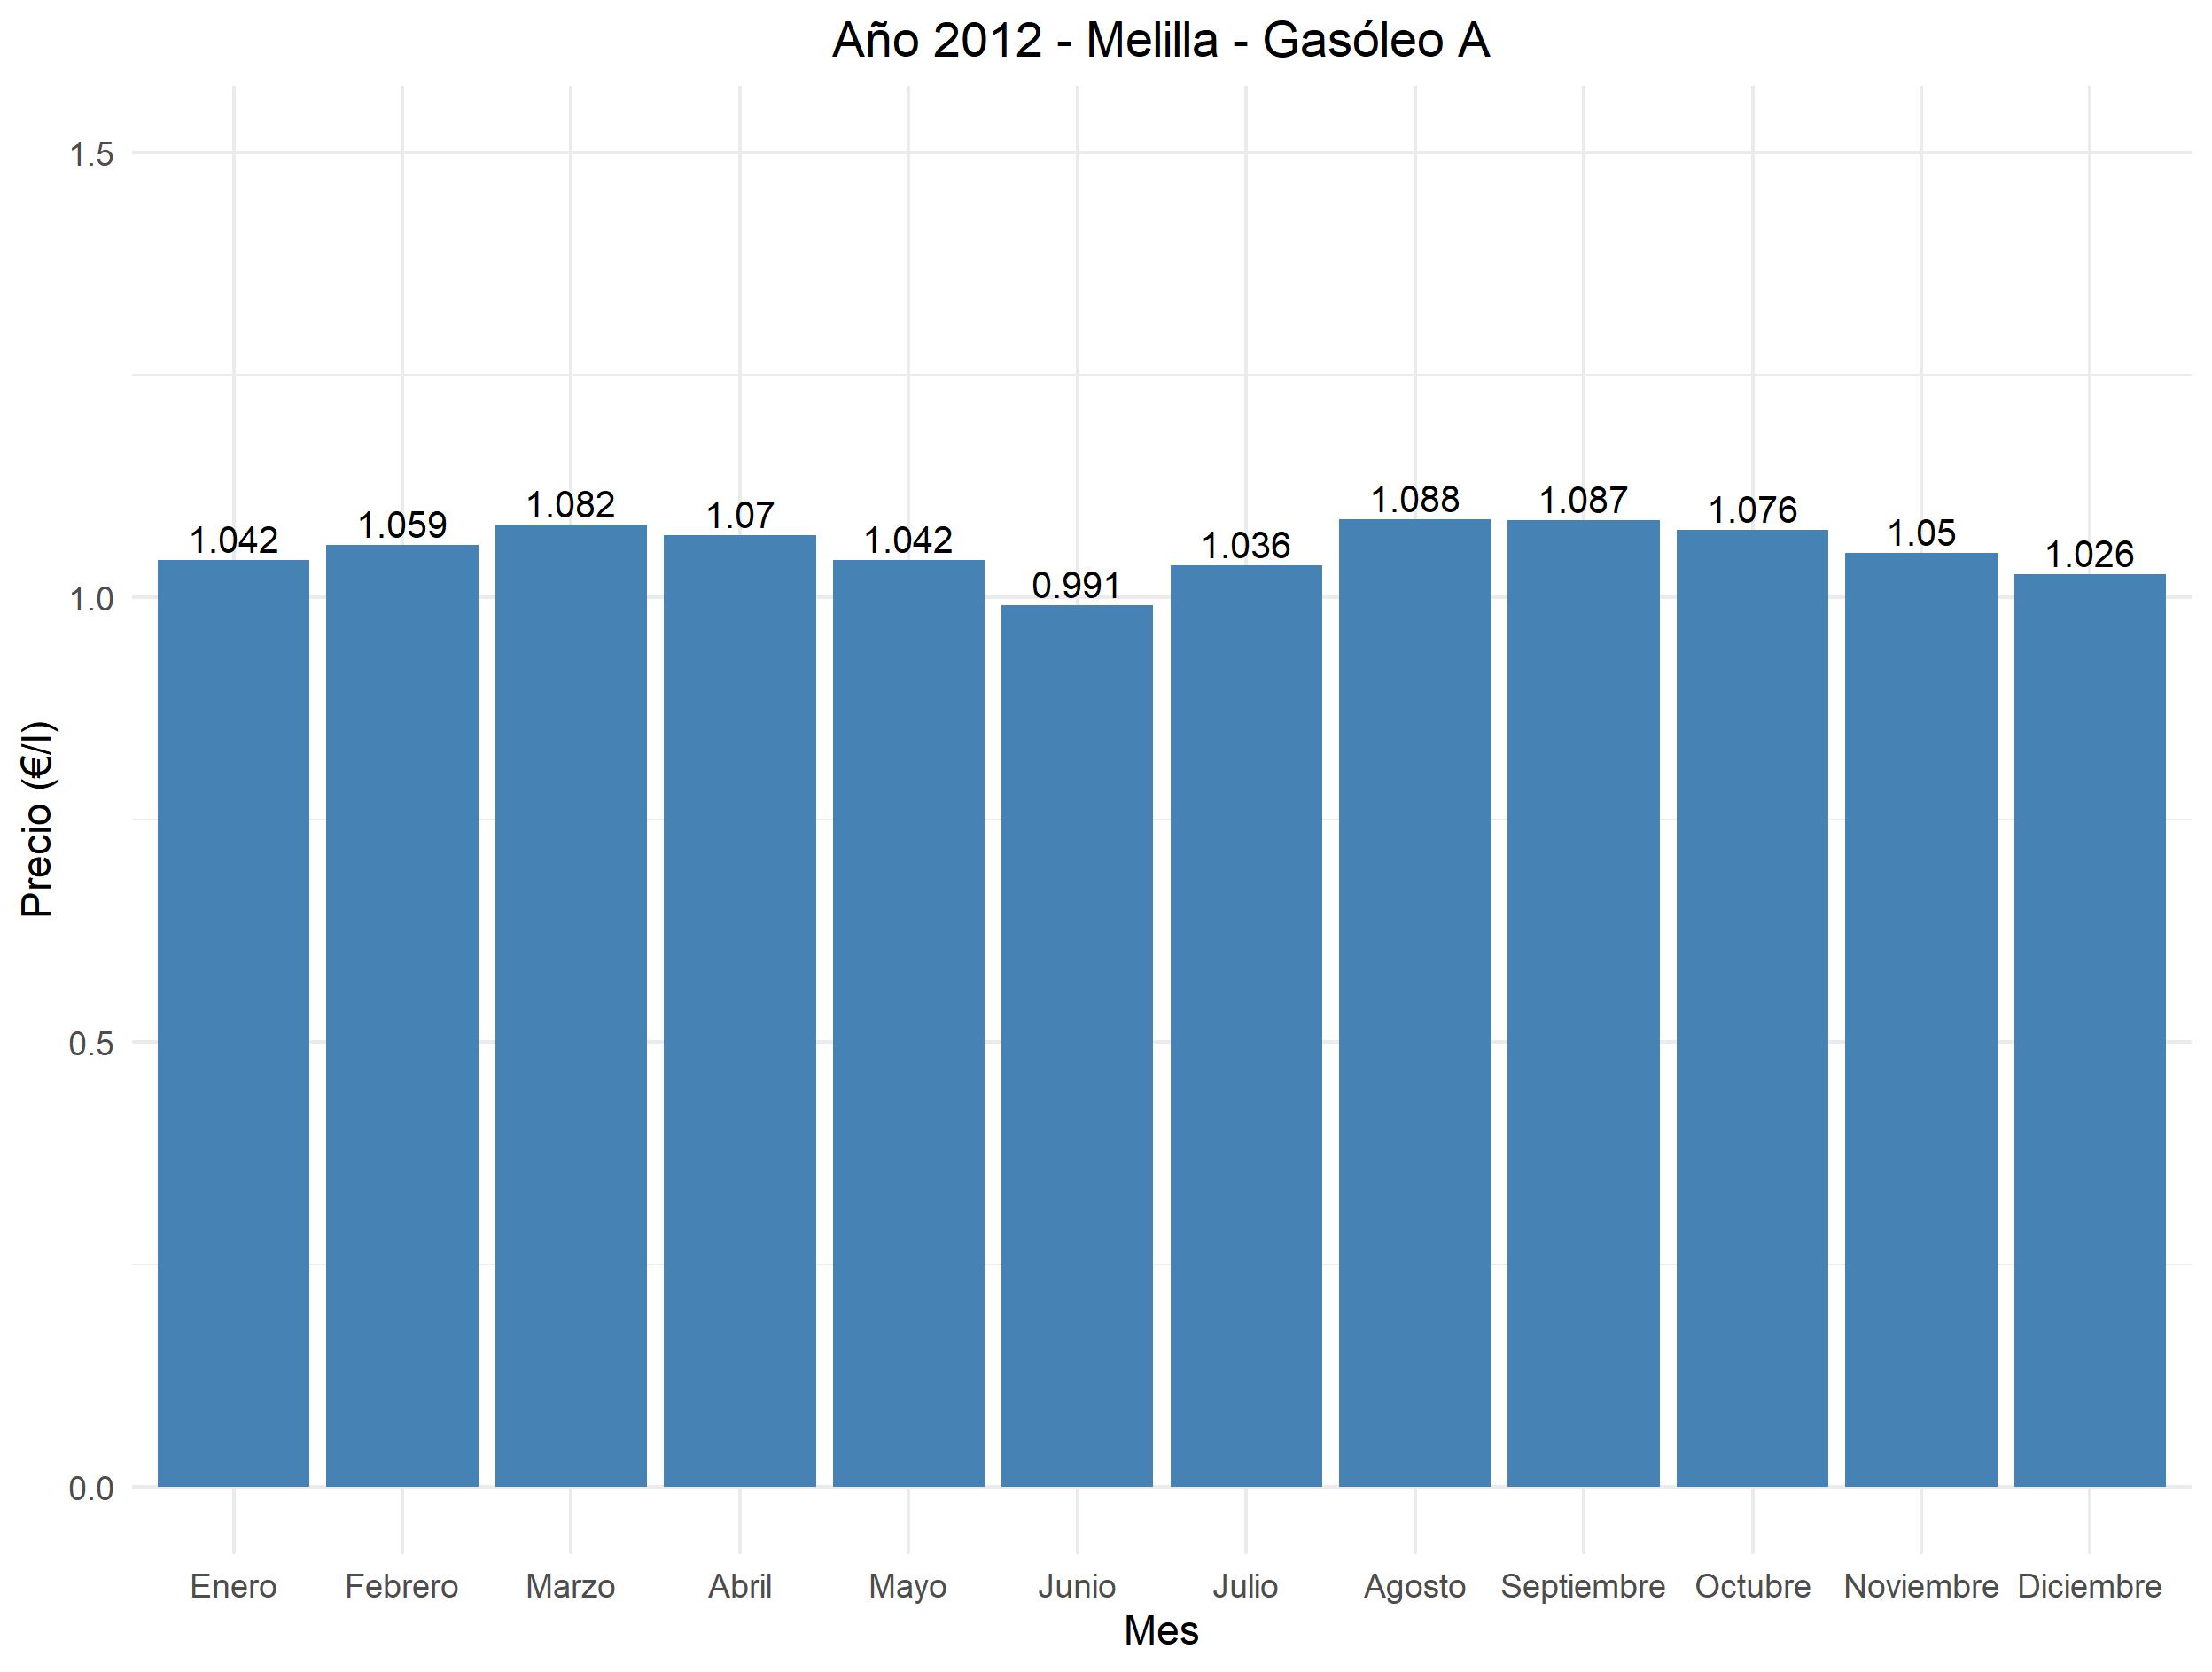 Año 2012 - Melilla - Gasóleo A
1.5
1.0
0.5
0.0
Precio (€/l)
1.042
1.059
1.082
1.07
1.042
0.991
1.036
1.088
1.087
1.076
1.05
1.026
Enero
Febrero
Marzo
Abril
Mayo
Junio
Julio
Agosto
Septiembre
Octubre
Noviembre
Diciembre
Mes